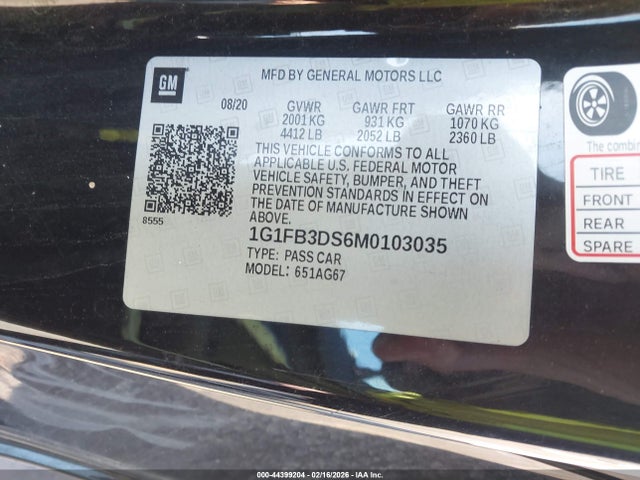 GM
MFD BY GENERAL MOTORS LLC
08/20 GVWR GAWR FRT GAWR RR
2001 KG 931 KG 1070 KG
4412 LB 2052 LB 2360 LB
THIS VEHICLE CONFORMS TO ALL
APPLICABLE U.S. FEDERAL MOTOR
VEHICLE SAFETY, BUMPER, AND THEFT
PREVENTION STANDARDS IN EFFECT ON
THE DATE OF MANUFACTURE SHOWN
ABOVE.
8555
1G1FB3DS6M0103035
TYPE: PASS CAR
MODEL: 651AG67
The combin
TIRE
FRONT
REAR
SPARE
000-44399204 - 02/16/2026 - IAA Inc.